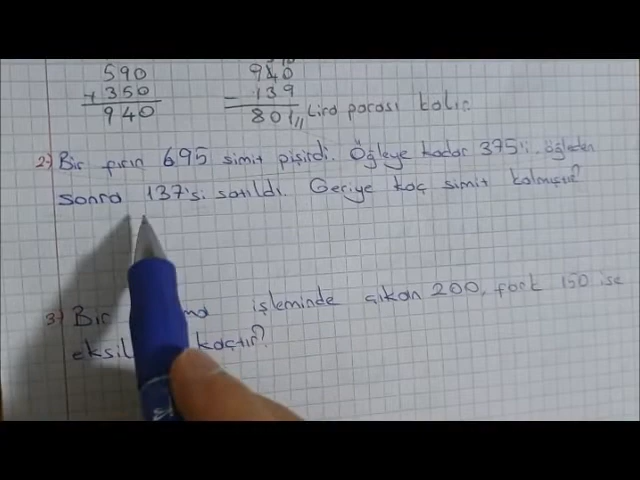 590
+ 350
940
940
- 139
801 Lira parası kalır.
2) Bir fırın 695 simit pişirdi. Öğleye kadar 375'i öğleden
sonra 137'si satıldı. Geriye kaç simit kalmıştır?
3) Bir işleminde çıkan 200, fark 150 ise
kaçtır?